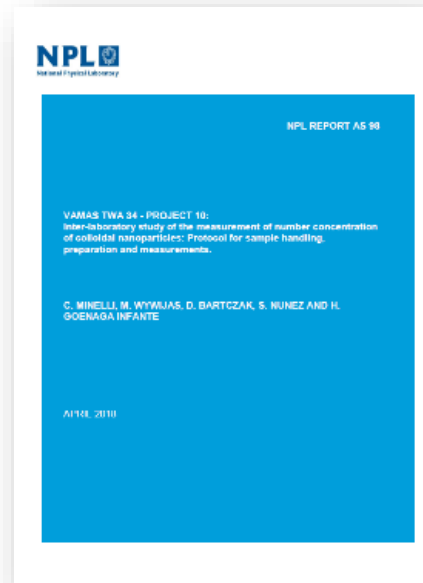 NPL
National Physical Laboratory
NPL REPORT AS 98
VAMAS TWA 34 - PROJECT 10:
Inter-laboratory study of the measurement of number concentration
of colloidal nanoparticles: Protocol for sample handling,
preparation and measurements.
C. MINELLI, M. WYWIJAS, D. BARTCZAK, S. NUNEZ AND H.
GOENAGA INFANTE
APRIL 2018